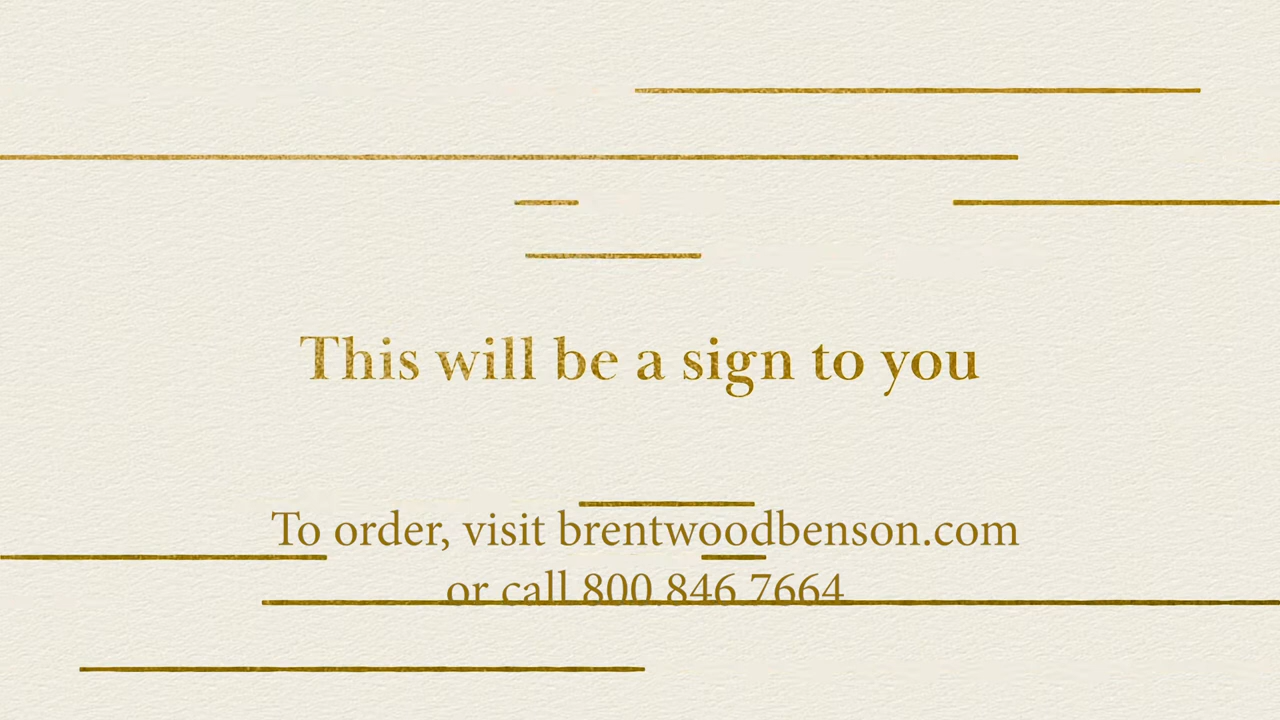 This will be a sign to you
To order, visit brentwoodbenson.com
or call 800 846 7664